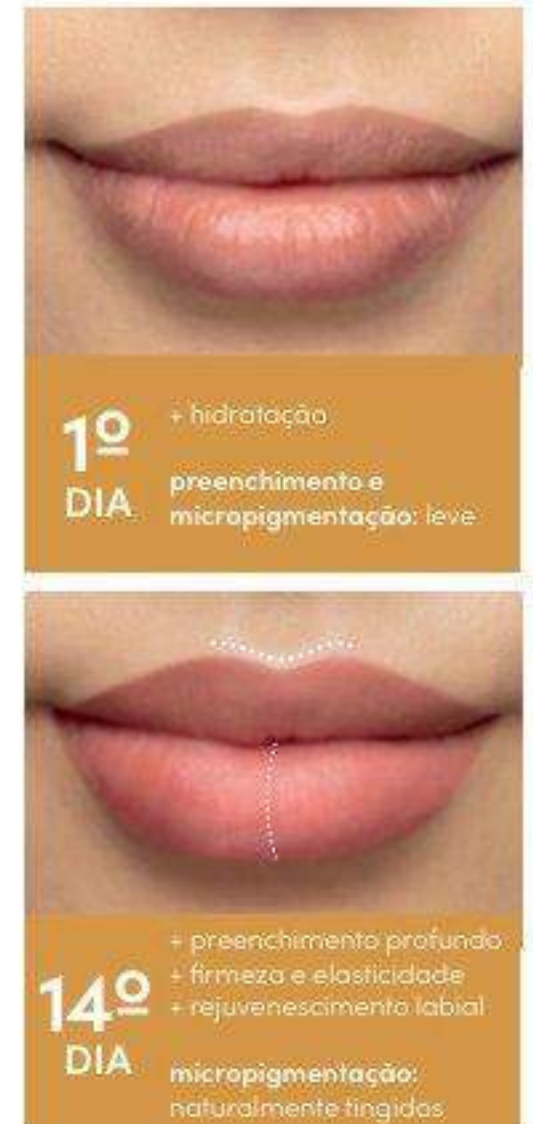 1º
DIA
+ hidratação
preenchimento e
micropigmentação: leve
14º
DIA
+ preenchimento profundo
+ firmeza e elasticidade
+ rejuvenescimento labial
micropigmentação:
naturalmente tingidos